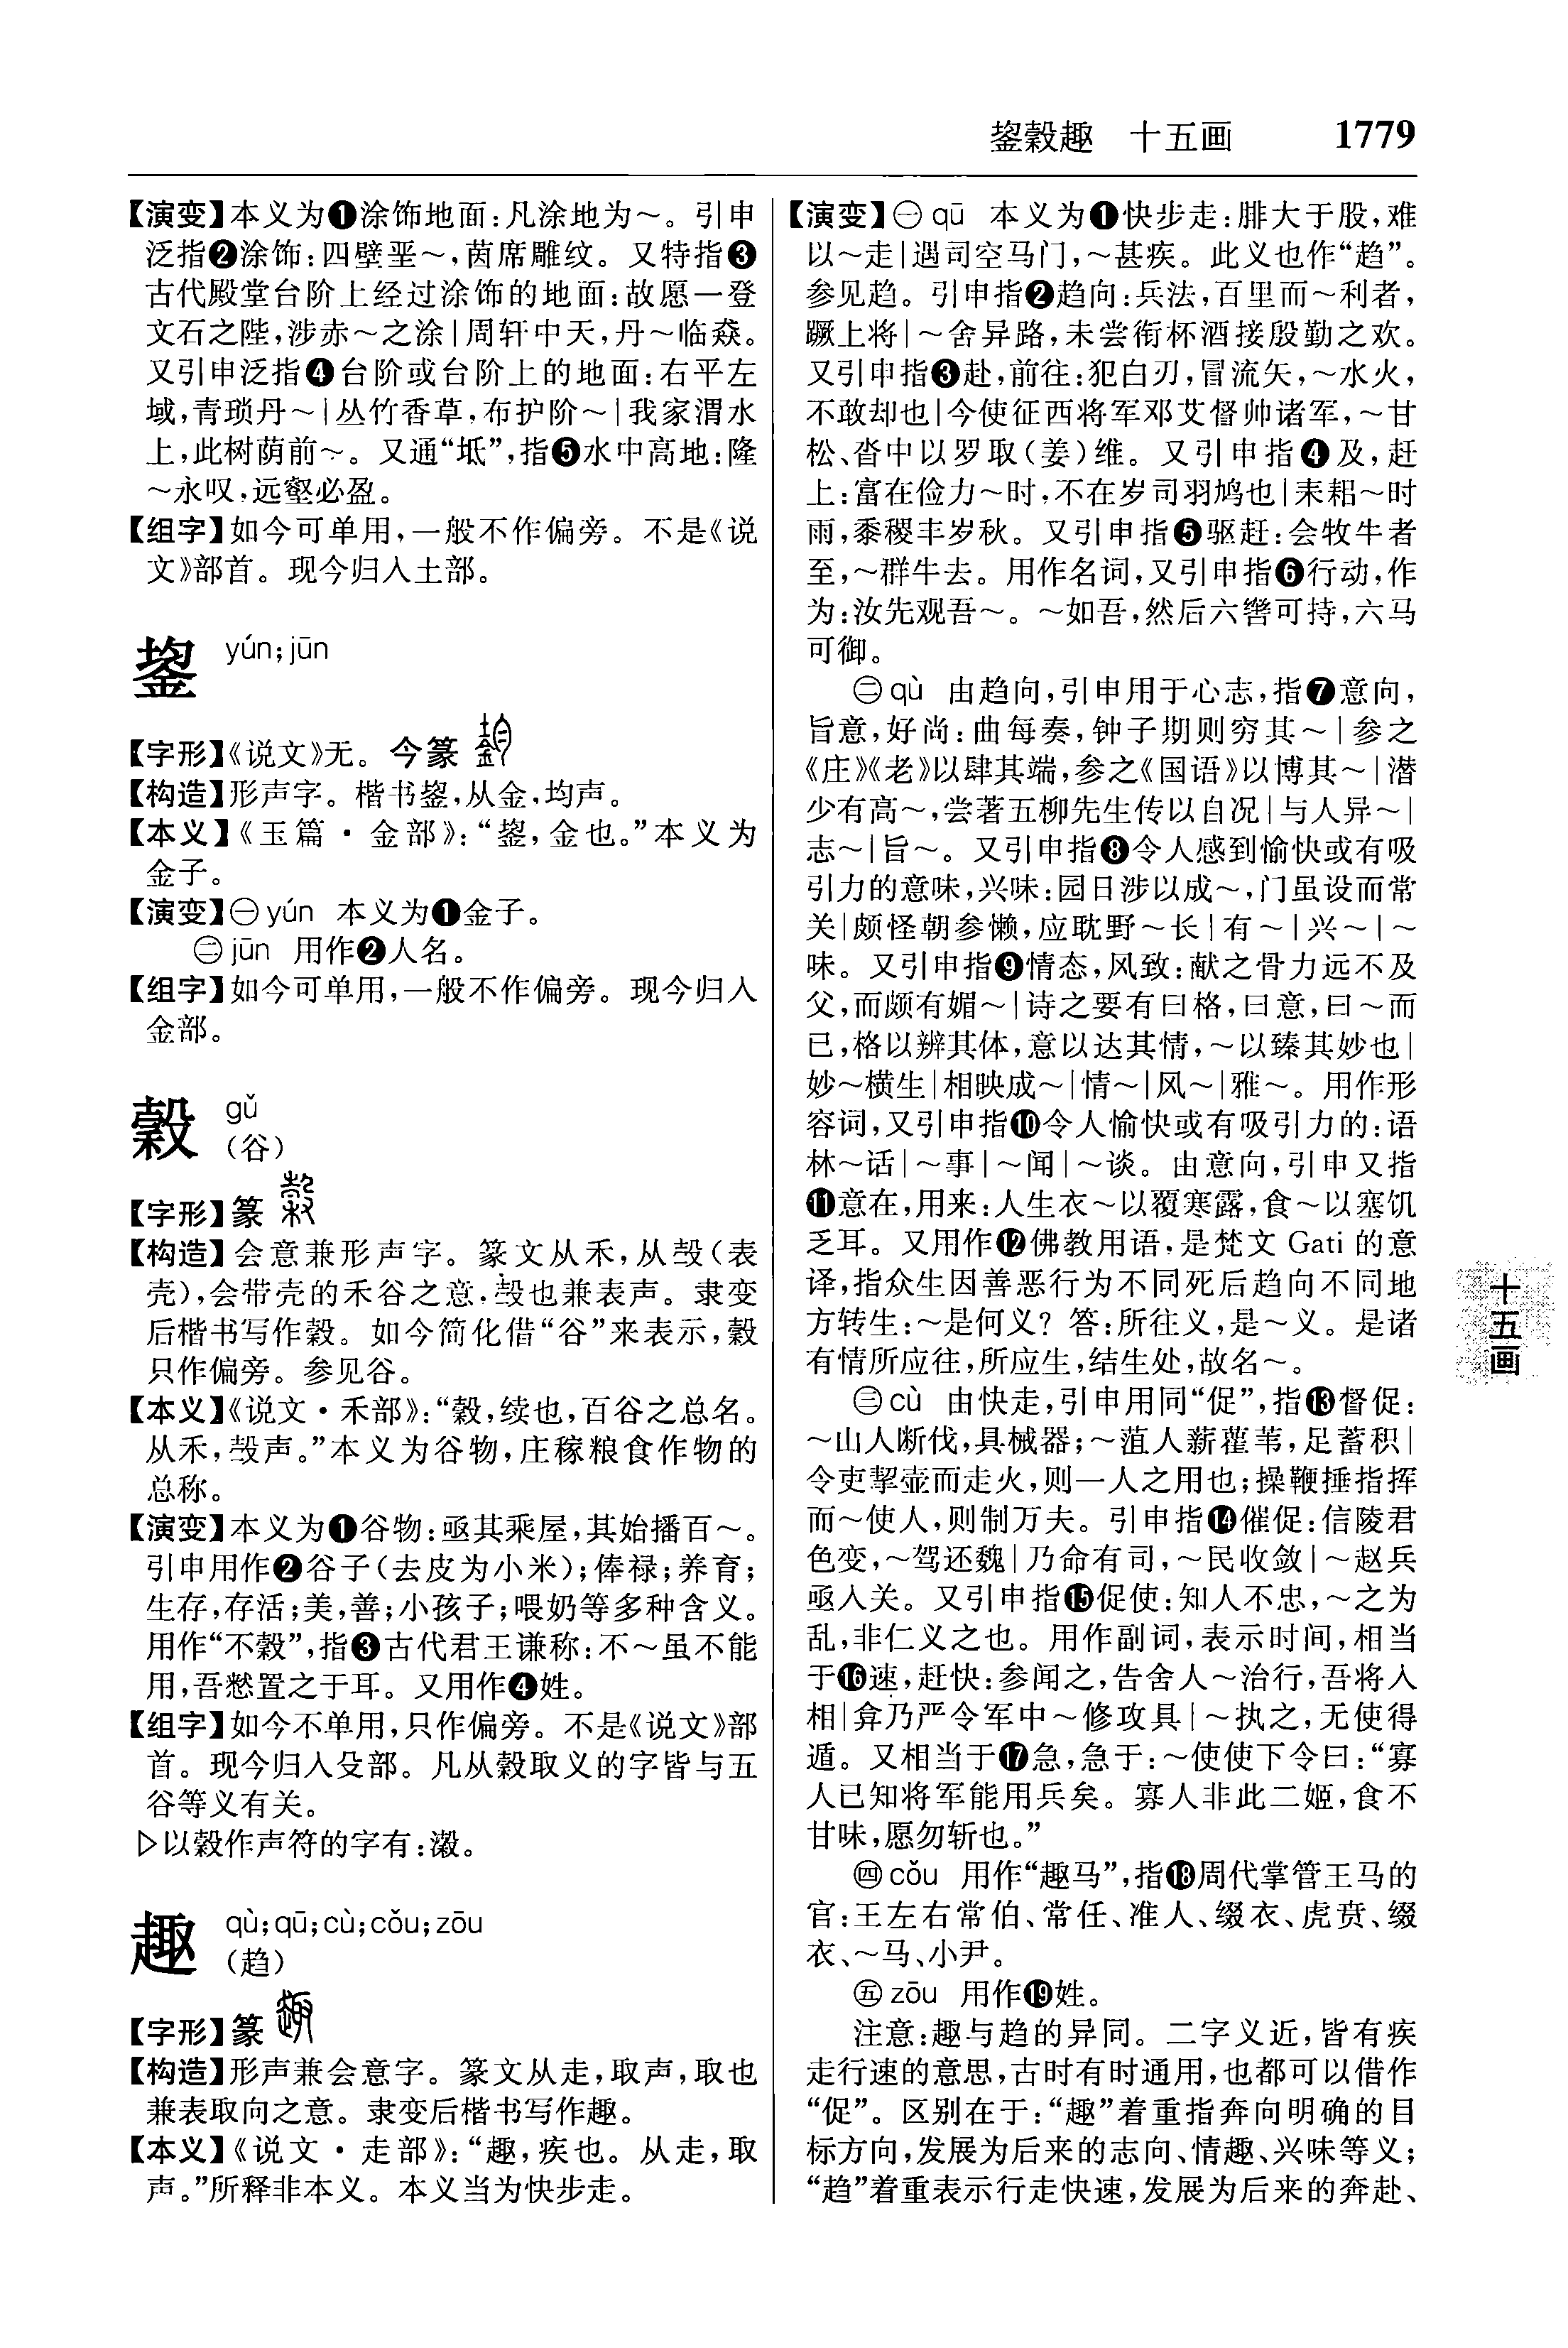 鋆穀趣　十五画　1779
【演变】本义为❶涂饰地面:凡涂地为～。引申
泛指❷涂饰:四壁垩～,茵席雕纹。又特指❸
古代殿堂台阶上经过涂饰的地面:故愿一登
文石之陛,涉赤～之涂|周轩中天,丹～临猋。
又引申泛指❹台阶或台阶上的地面:右平左
域,青琐丹～|丛竹香草,布护阶～|我家渭水
上,此树荫前～。又通“坻”,指❺水中高地:隆
～永叹,远壑必盈。
【组字】如今可单用,一般不作偏旁。不是《说
文》部首。现今归入土部。
鋆 yún;jūn
【字形】《说文》无。今篆
【构造】形声字。楷书鋆,从金,均声。
【本义】《玉篇·金部》:“鋆,金也。”本义为
金子。
【演变】㊀yún 本义为❶金子。
㊁jūn 用作❷人名。
【组字】如今可单用,一般不作偏旁。现今归入
金部。
穀 gǔ
(谷)
【字形】篆
【构造】会意兼形声字。篆文从禾,从㱿(表
壳),会带壳的禾谷之意,㱿也兼表声。隶变
后楷书写作穀。如今简化借“谷”来表示,穀
只作偏旁。参见谷。
【本义】《说文·禾部》:“穀,续也,百谷之总名。
从禾,㱿声。”本义为谷物,庄稼粮食作物的
总称。
【演变】本义为❶谷物:亟其乘屋,其始播百～。
引申用作❷谷子(去皮为小米);俸禄;养育;
生存,存活;美,善;小孩子;喂奶等多种含义。
用作“不穀”,指❸古代君王谦称:不～虽不能
用,吾慭置之于耳。又用作❹姓。
【组字】如今不单用,只作偏旁。不是《说文》部
首。现今归入殳部。凡从穀取义的字皆与五
谷等义有关。
▷以穀作声符的字有:瀔。
趣 qù;qū;cù;cǒu;zōu
(趋)
【字形】篆
【构造】形声兼会意字。篆文从走,取声,取也
兼表取向之意。隶变后楷书写作趣。
【本义】《说文·走部》:“趣,疾也。从走,取
声。”所释非本义。本义当为快步走。
【演变】㊀qū 本义为❶快步走:腓大于股,难
以～走|遇司空马门,～甚疾。此义也作“趋”。
参见趋。引申指❷趋向:兵法,百里而～利者,
蹶上将|～舍异路,未尝衔杯酒接殷勤之欢。
又引申指❸赴,前往:犯白刃,冒流矢,～水火,
不敢却也|今使征西将军邓艾督帅诸军,～甘
松、沓中以罗取(姜)维。又引申指❹及,赶
上:富在俭力～时,不在岁司羽鸠也|耒耜～时
雨,黍稷丰岁秋。又引申指❺驱赶:会牧牛者
至,～群牛去。用作名词,又引申指❻行动,作
为:汝先观吾～。～如吾,然后六辔可持,六马
可御。
㊁qù 由趋向,引申用于心志,指❼意向,
旨意,好尚:曲每奏,钟子期则穷其～|参之
《庄》《老》以肆其端,参之《国语》以博其～|潜
少有高～,尝著五柳先生传以自况|与人异～|
志～|旨～。又引申指❽令人感到愉快或有吸
引力的意味,兴味:园日涉以成～,门虽设而常
关|颇怪朝参懒,应耽野～长|有～|兴～|～
味。又引申指❾情态,风致:献之骨力远不及
父,而颇有媚～|诗之要有曰格,曰意,曰～而
已,格以辨其体,意以达其情,～以臻其妙也|
妙～横生|相映成～|情～|风～|雅～。用作形
容词,又引申指❿令人愉快或有吸引力的:语
林～话|～事|～闻|～谈。由意向,引申又指
⓫意在,用来:人生衣～以覆寒露,食～以塞饥
乏耳。又用作⓬佛教用语,是梵文 Gati 的意
译,指众生因善恶行为不同死后趋向不同地
方转生:～是何义?答:所往义,是～义。是诸
有情所应往,所应生,结生处,故名～。
㊂cù 由快走,引申用同“促”,指⓭督促:
～山人断伐,具械器;～菹人薪雚苇,足蓄积|
令吏挈壶而走火,则一人之用也;操鞭捶指挥
而～使人,则制万夫。引申指⓮催促:信陵君
色变,～驾还魏|乃命有司,～民收敛|～赵兵
亟入关。又引申指⓯促使:知人不忠,～之为
乱,非仁义之也。用作副词,表示时间,相当
于⓰速,赶快:参闻之,告舍人～治行,吾将入
相|弇乃严令军中～修攻具|～执之,无使得
遁。又相当于⓱急,急于:～使使下令曰:“寡
人已知将军能用兵矣。寡人非此二姬,食不
甘味,愿勿斩也。”
㊃cǒu 用作“趣马”,指⓲周代掌管王马的
官:王左右常伯、常任、准人、缀衣、虎贲、缀
衣、～马、小尹。
㊄zōu 用作⓳姓。
注意:趣与趋的异同。二字义近,皆有疾
走行速的意思,古时有时通用,也都可以借作
“促”。区别在于:“趣”着重指奔向明确的目
标方向,发展为后来的志向、情趣、兴味等义;
“趋”着重表示行走快速,发展为后来的奔赴、
十五画